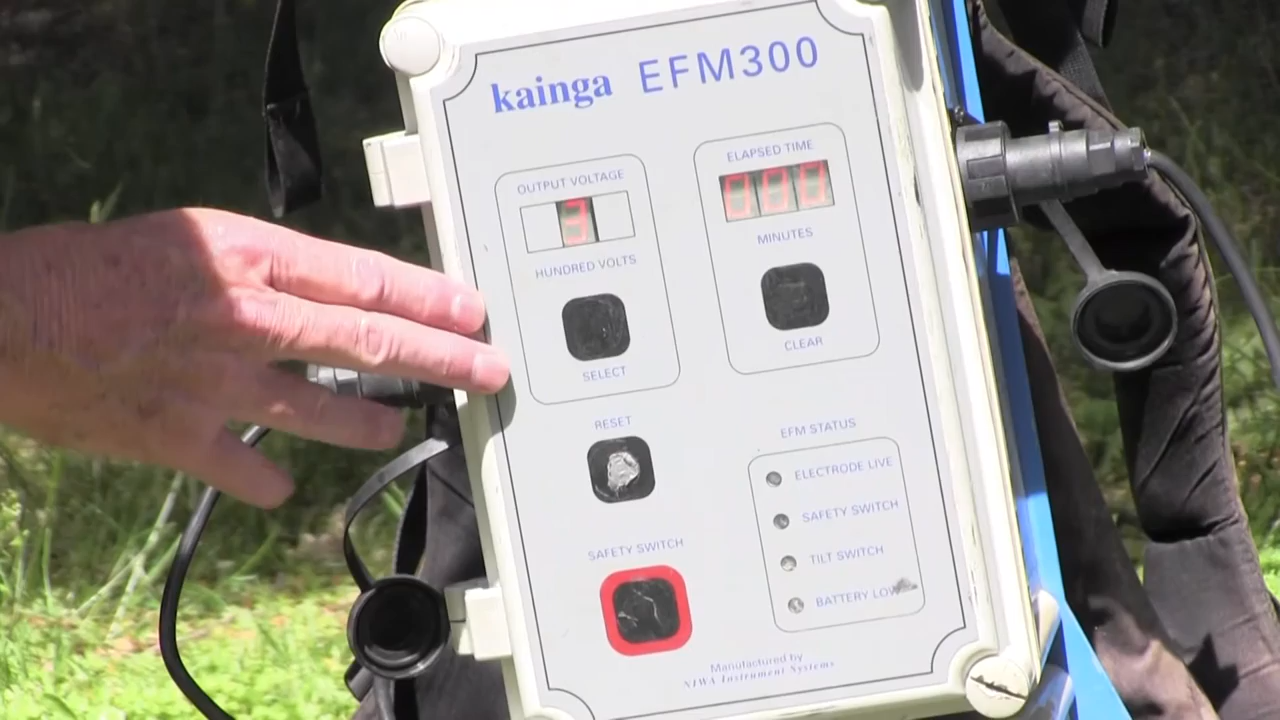 kainga EFM300
OUTPUT VOLTAGE
3
HUNDRED VOLTS
SELECT
ELAPSED TIME
000
MINUTES
CLEAR
RESET
SAFETY SWITCH
EFM STATUS
ELECTRODE LIVE
SAFETY SWITCH
TILT SWITCH
BATTERY LOW
Manufactured by
NIWA Instrument Systems